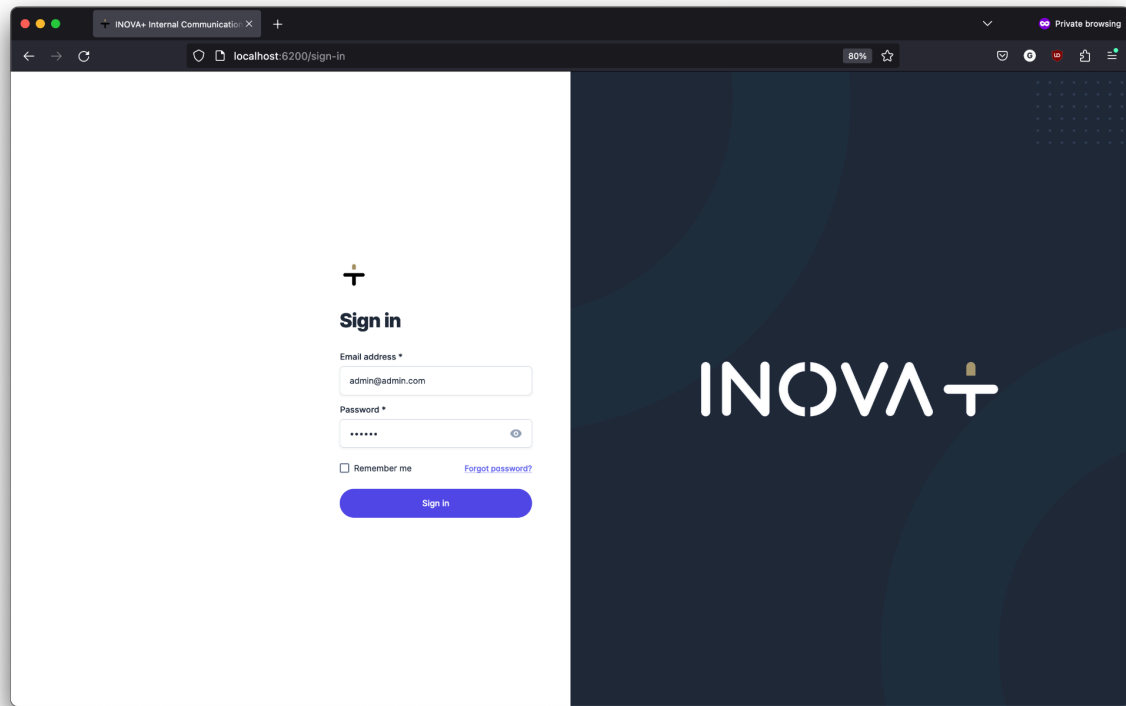 INOVA+ Internal Communication
Private browsing
localhost:6200/sign-in
80%
G
Sign in
Email address *
admin@admin.com
Password *
••••••
Remember me
Forgot password?
Sign in
INOVA+